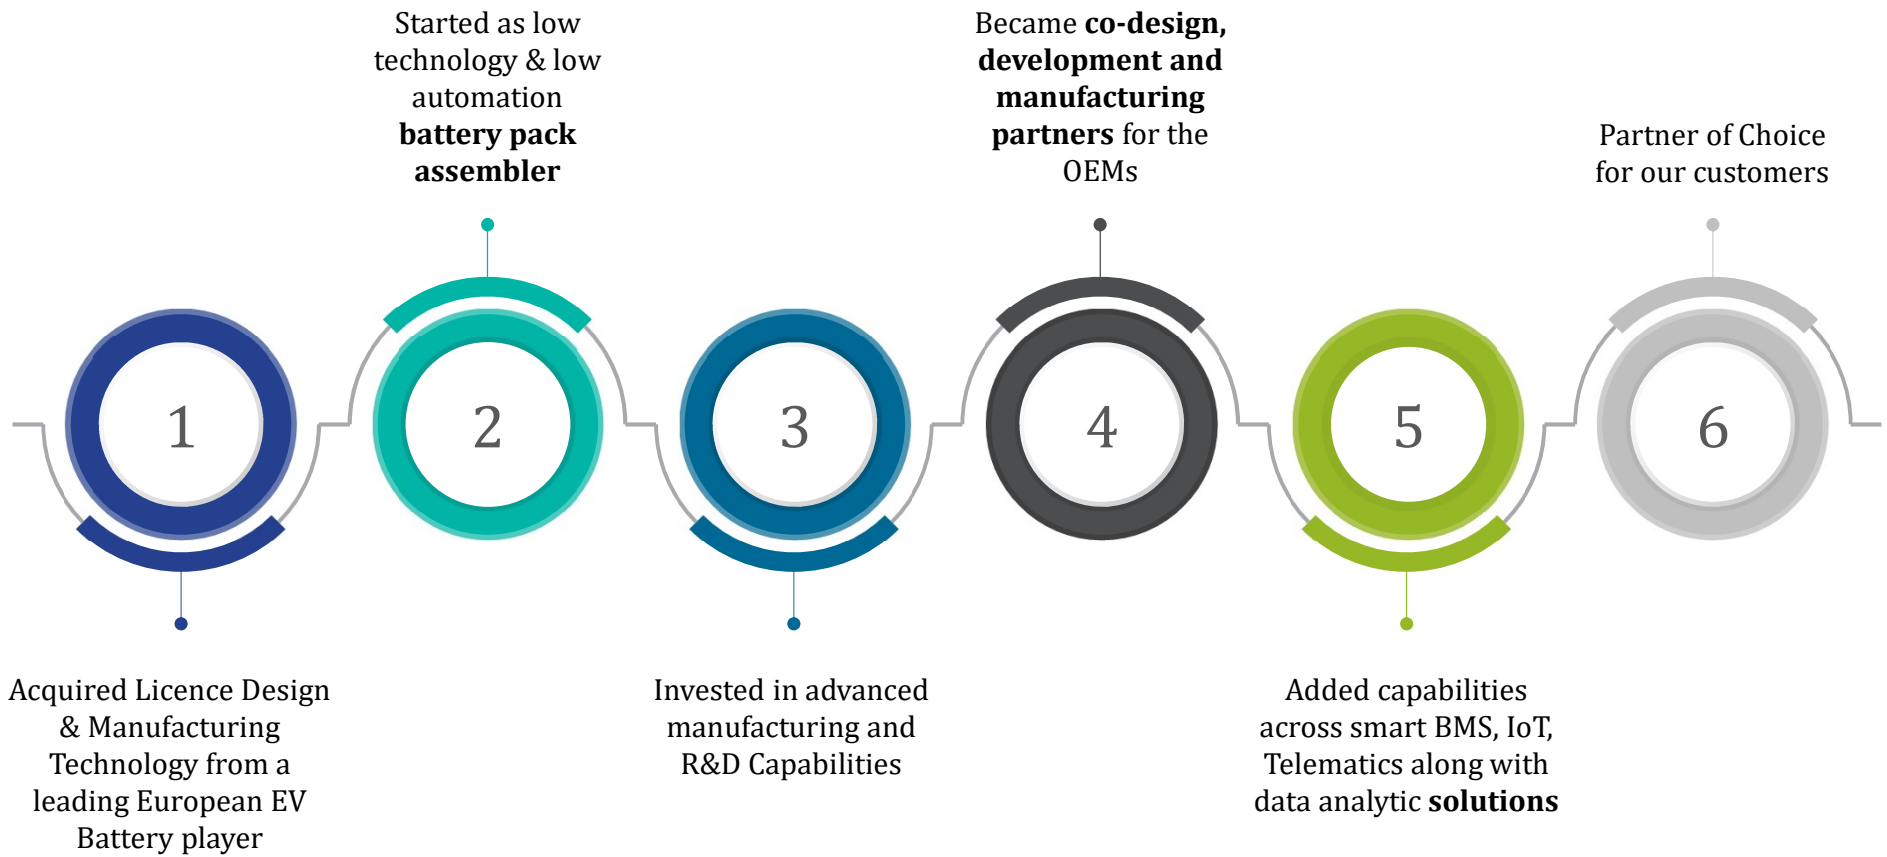 Started as low
technology & low
automation
battery pack
assembler
Became co-design,
development and
manufacturing
partners for the
OEMs
Partner of Choice
for our customers
1
2
3
4
5
6
Acquired Licence Design
& Manufacturing
Technology from a
leading European EV
Battery player
Invested in advanced
manufacturing and
R&D Capabilities
Added capabilities
across smart BMS, IoT,
Telematics along with
data analytic solutions